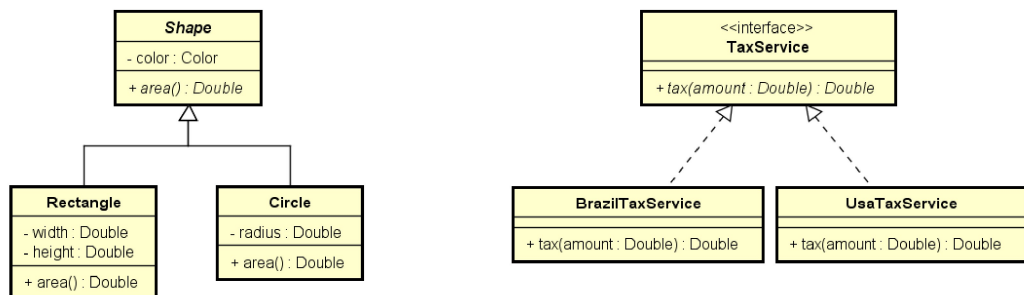 Shape
- color : Color
+ area() : Double
Rectangle
- width : Double
- height : Double
+ area() : Double
Circle
- radius : Double
+ area() : Double
<<interface>>
TaxService
+ tax(amount : Double) : Double
BrazilTaxService
+ tax(amount : Double) : Double
UsaTaxService
+ tax(amount : Double) : Double